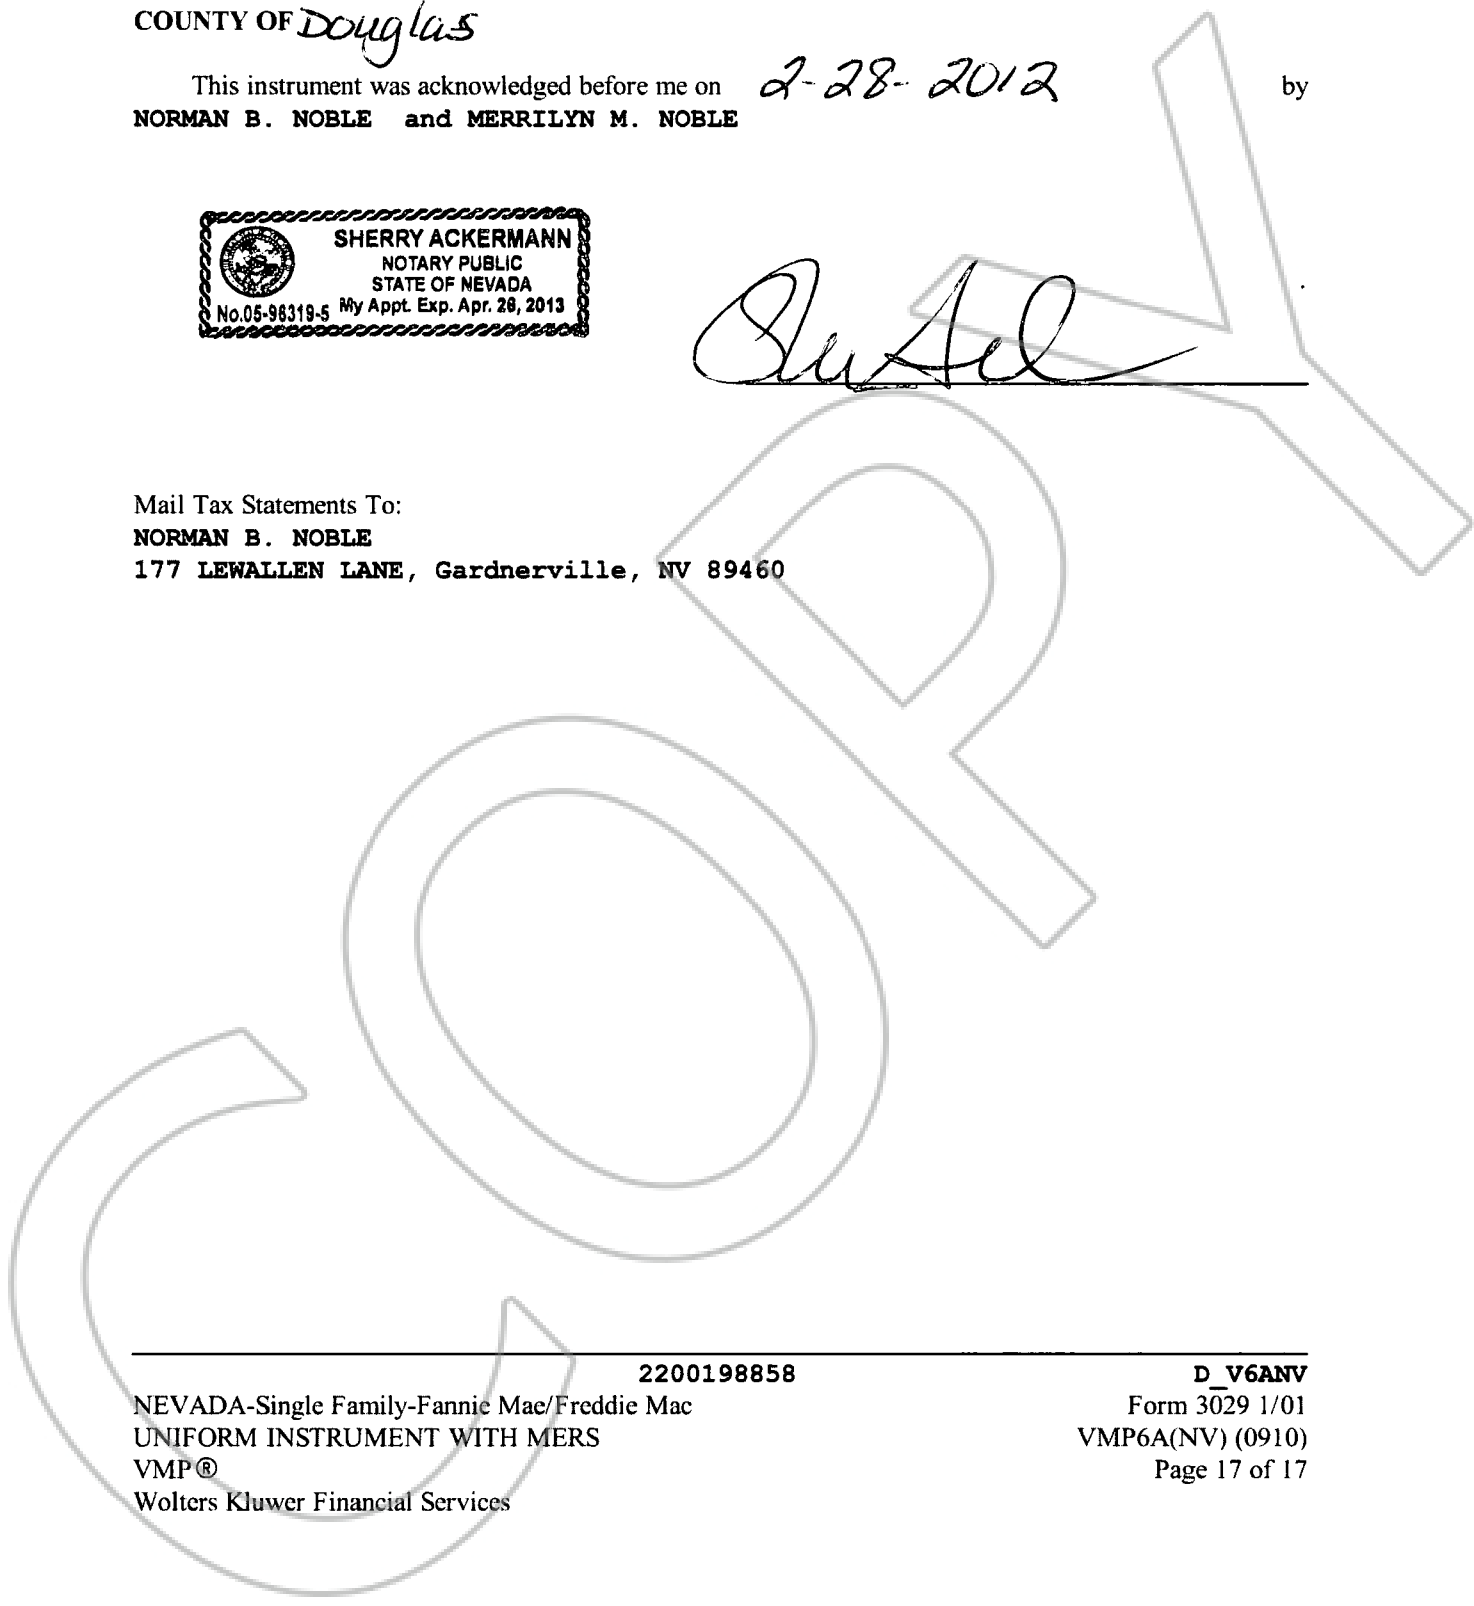 COUNTY OF Douglas
This instrument was acknowledged before me on 2-28-2012 by
NORMAN B. NOBLE and MERRILYN M. NOBLE
SHERRY ACKERMANN
NOTARY PUBLIC
STATE OF NEVADA
No.05-96319-5 My Appt. Exp. Apr. 26, 2013
Mail Tax Statements To:
NORMAN B. NOBLE
177 LEWALLEN LANE, Gardnerville, NV 89460
COPY
2200198858 D_V6ANV
NEVADA-Single Family-Fannie Mae/Freddie Mac Form 3029 1/01
UNIFORM INSTRUMENT WITH MERS VMP6A(NV) (0910)
VMP® Page 17 of 17
Wolters Kluwer Financial Services